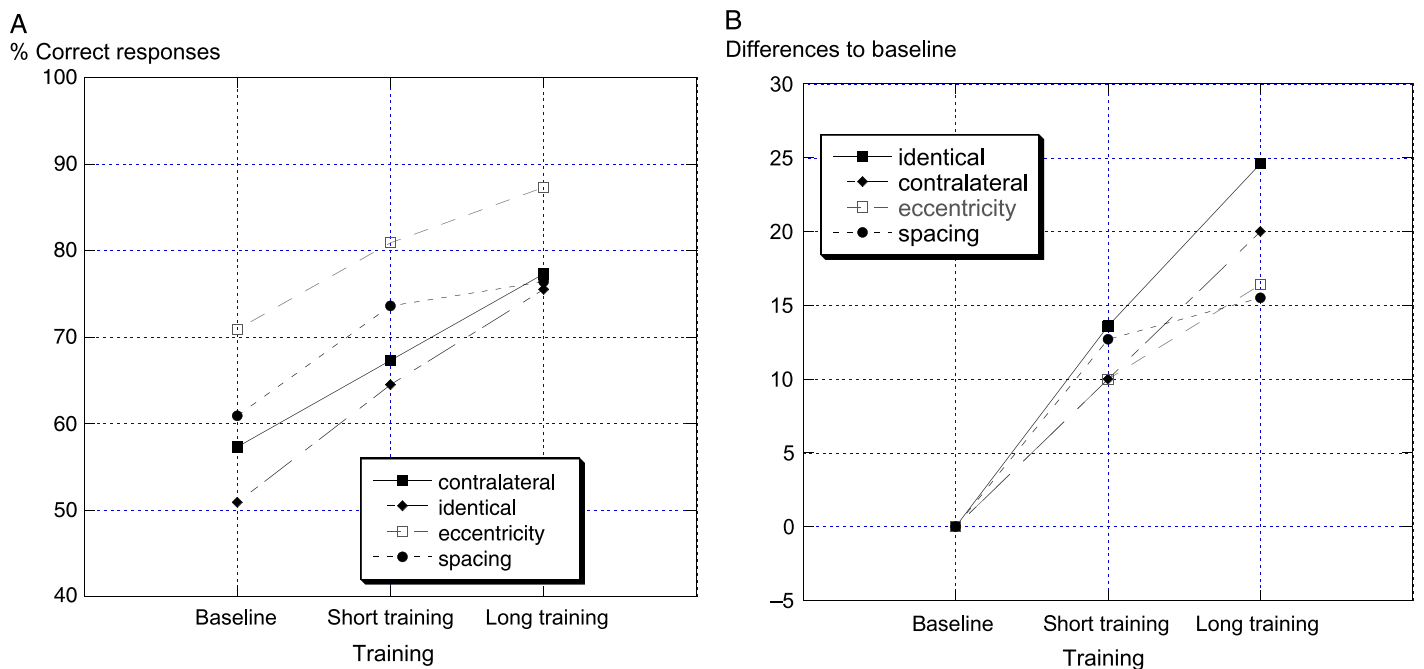 A
% Correct responses
100
90
80
70
60
50
40
contralateral
identical
eccentricity
spacing
Baseline
Short training
Long training
Training
B
Differences to baseline
30
25
20
15
10
5
0
–5
identical
contralateral
eccentricity
spacing
Baseline
Short training
Long training
Training